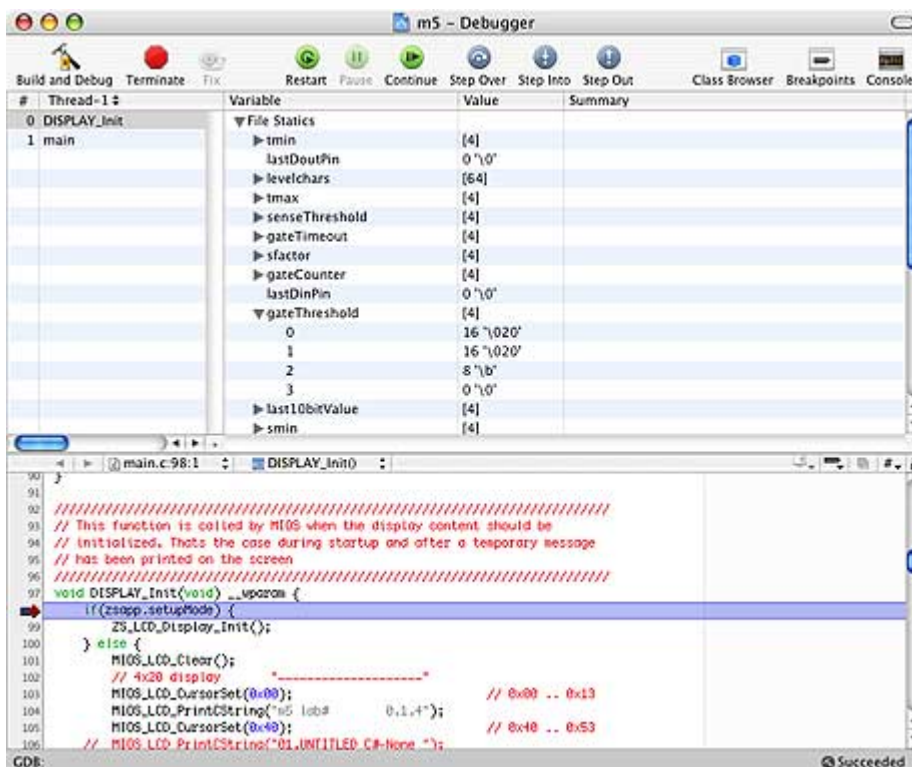 m5 – Debugger
Build and Debug Terminate Fix Restart Pause Continue Step Over Step Into Step Out Class Browser Breakpoints Console
# Thread-1 Variable Value Summary
0 DISPLAY_Init
1 main
File Statics
tmin [4]
lastDoutPin 0 '\0'
levelchars [64]
tmax [4]
senseThreshold [4]
gateTimeout [4]
sfactor [4]
gateCounter [4]
lastDinPin 0 '\0'
gateThreshold [4]
0 16 '\020'
1 16 '\020'
2 8 '\b'
3 0 '\0'
last10bitValue [4]
smin [4]
main.c:98:1 DISPLAY_Init()
90 }
91
92 /////////////////////////////////////////////////////////////////////////////
93 // This function is called by MIOS when the display content should be
94 // initialized. Thats the case during startup and after a temporary message
95 // has been printed on the screen
96 /////////////////////////////////////////////////////////////////////////////
97 void DISPLAY_Init(void) __wparam {
if(zsapp.setupMode) {
99 ZS_LCD_Display_Init();
100 } else {
101 MIOS_LCD_Clear();
102 // 4x20 display "--------------------"
103 MIOS_LCD_CursorSet(0x00); // 0x00 .. 0x13
104 MIOS_LCD_PrintCString("m5 lab# 0.1.4");
105 MIOS_LCD_CursorSet(0x40); // 0x40 .. 0x53
106 // MIOS_LCD_PrintCString("01.UNTITLED C#-None ");
GDB: Succeeded